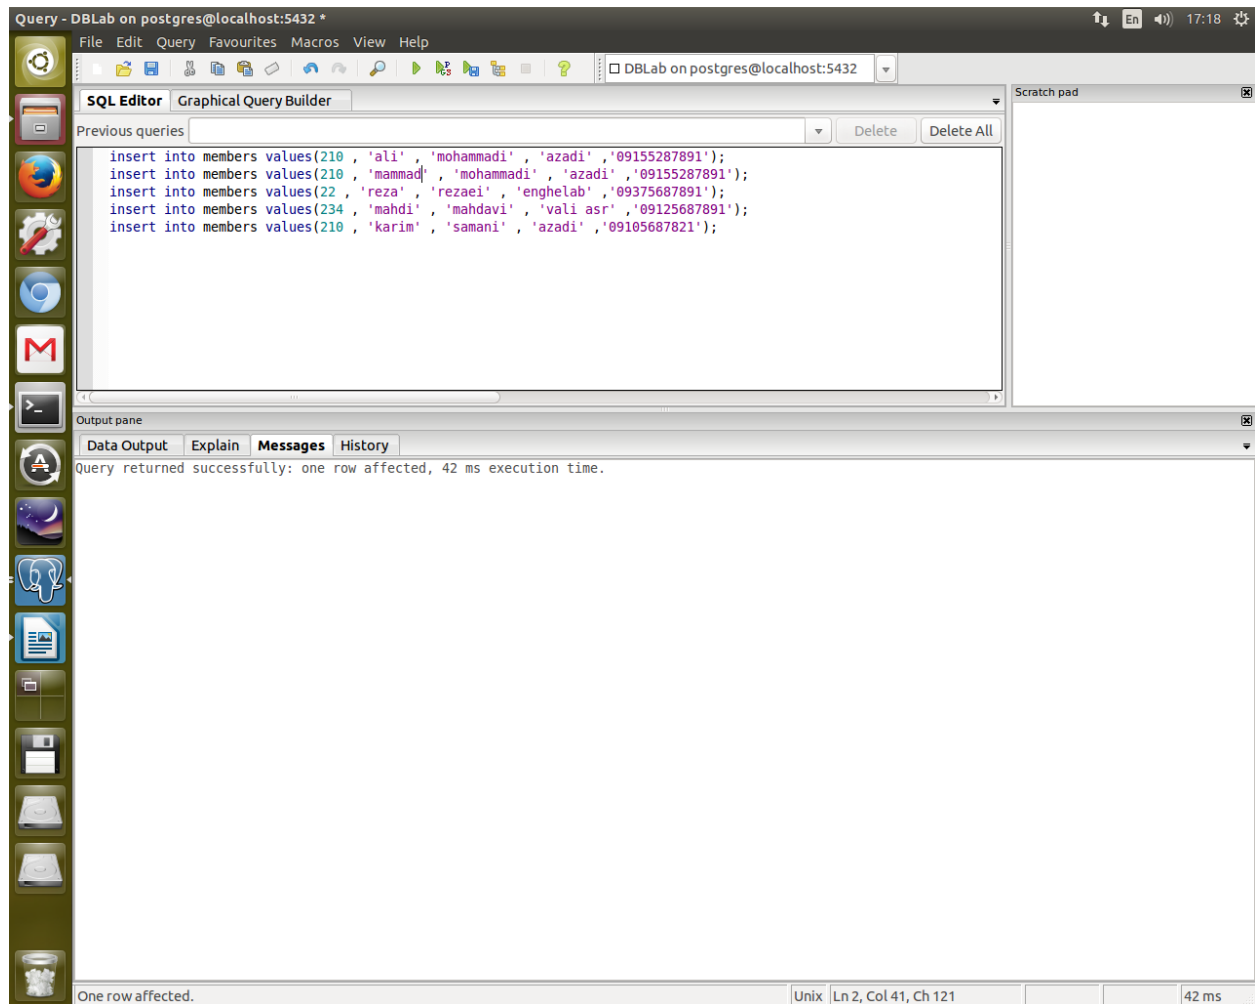 Query - DBLab on postgres@localhost:5432 *
En 17:18
File Edit Query Favourites Macros View Help
DBLab on postgres@localhost:5432
SQL Editor Graphical Query Builder
Scratch pad
Previous queries Delete Delete All
insert into members values(210 , 'ali' , 'mohammadi' , 'azadi' ,'09155287891');
insert into members values(210 , 'mammad' , 'mohammadi' , 'azadi' ,'09155287891');
insert into members values(22 , 'reza' , 'rezaei' , 'enghelab' ,'09375687891');
insert into members values(234 , 'mahdi' , 'mahdavi' , 'vali asr' ,'09125687891');
insert into members values(210 , 'karim' , 'samani' , 'azadi' ,'09105687821');
Output pane
Data Output Explain Messages History
Query returned successfully: one row affected, 42 ms execution time.
One row affected. Unix Ln 2, Col 41, Ch 121 42 ms